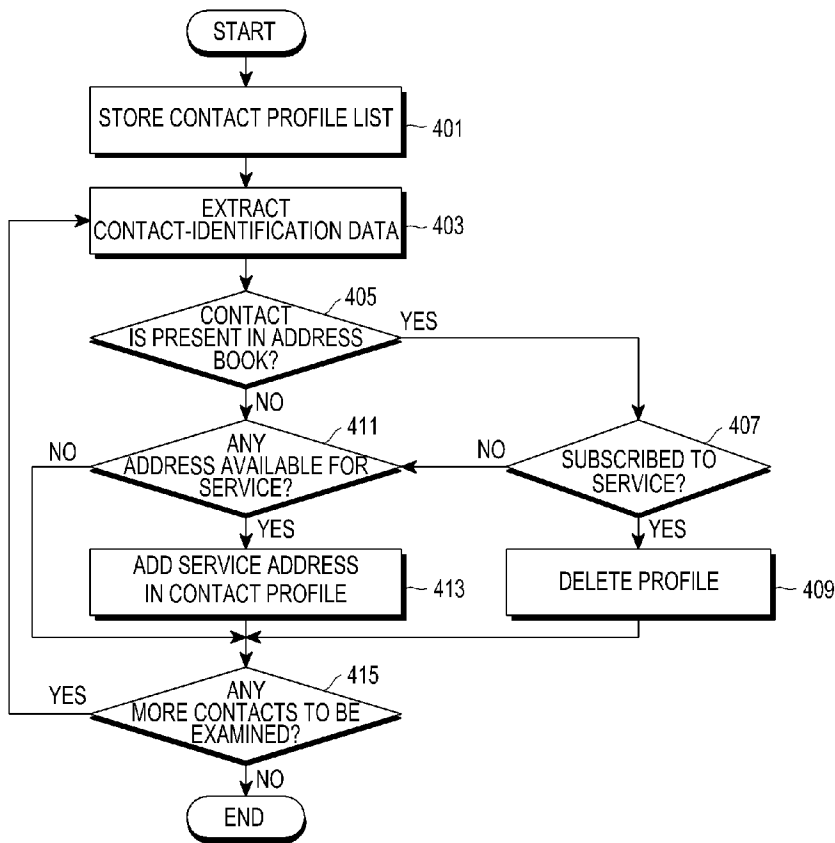 START
STORE CONTACT PROFILE LIST
401
EXTRACT
CONTACT-IDENTIFICATION DATA
403
CONTACT
IS PRESENT IN ADDRESS
BOOK?
405
YES
NO
ANY
ADDRESS AVAILABLE FOR
SERVICE?
411
NO
YES
NO
SUBSCRIBED TO
SERVICE?
407
YES
ADD SERVICE ADDRESS
IN CONTACT PROFILE
413
DELETE PROFILE
409
ANY
MORE CONTACTS TO BE
EXAMINED?
415
YES
NO
END